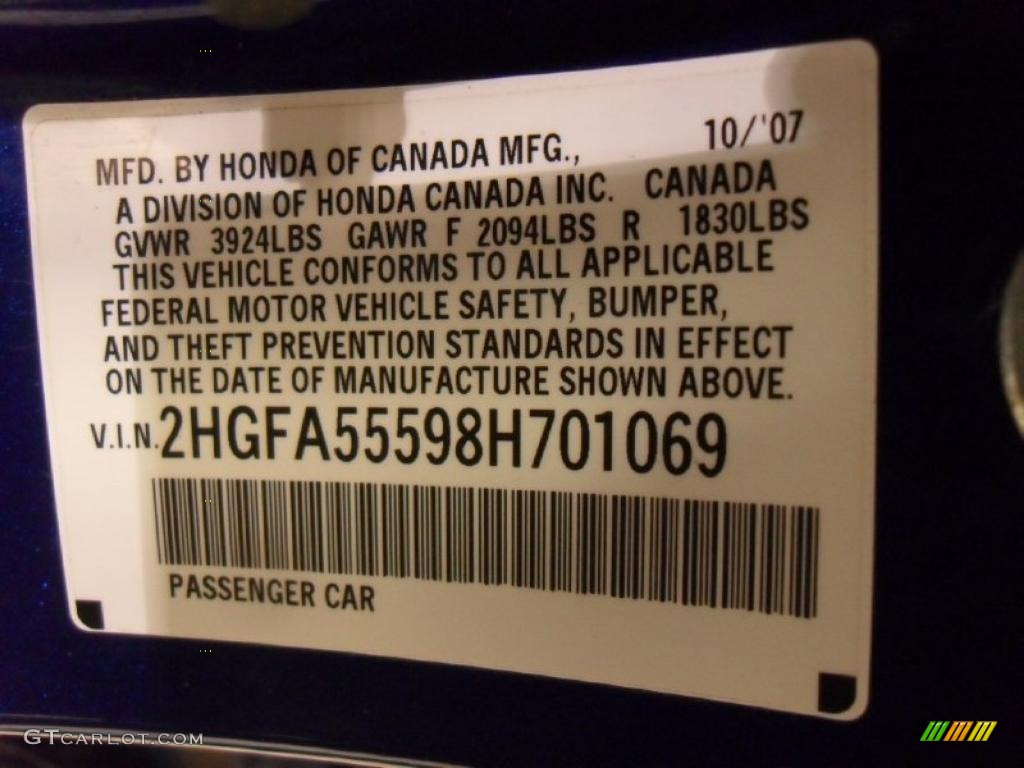 10/'07
MFD. BY HONDA OF CANADA MFG.,
A DIVISION OF HONDA CANADA INC. CANADA
GVWR 3924LBS GAWR F 2094LBS R 1830LBS
THIS VEHICLE CONFORMS TO ALL APPLICABLE
FEDERAL MOTOR VEHICLE SAFETY, BUMPER,
AND THEFT PREVENTION STANDARDS IN EFFECT
ON THE DATE OF MANUFACTURE SHOWN ABOVE.
V.I.N. 2HGFA55598H701069
PASSENGER CAR
GTCARLOT.COM